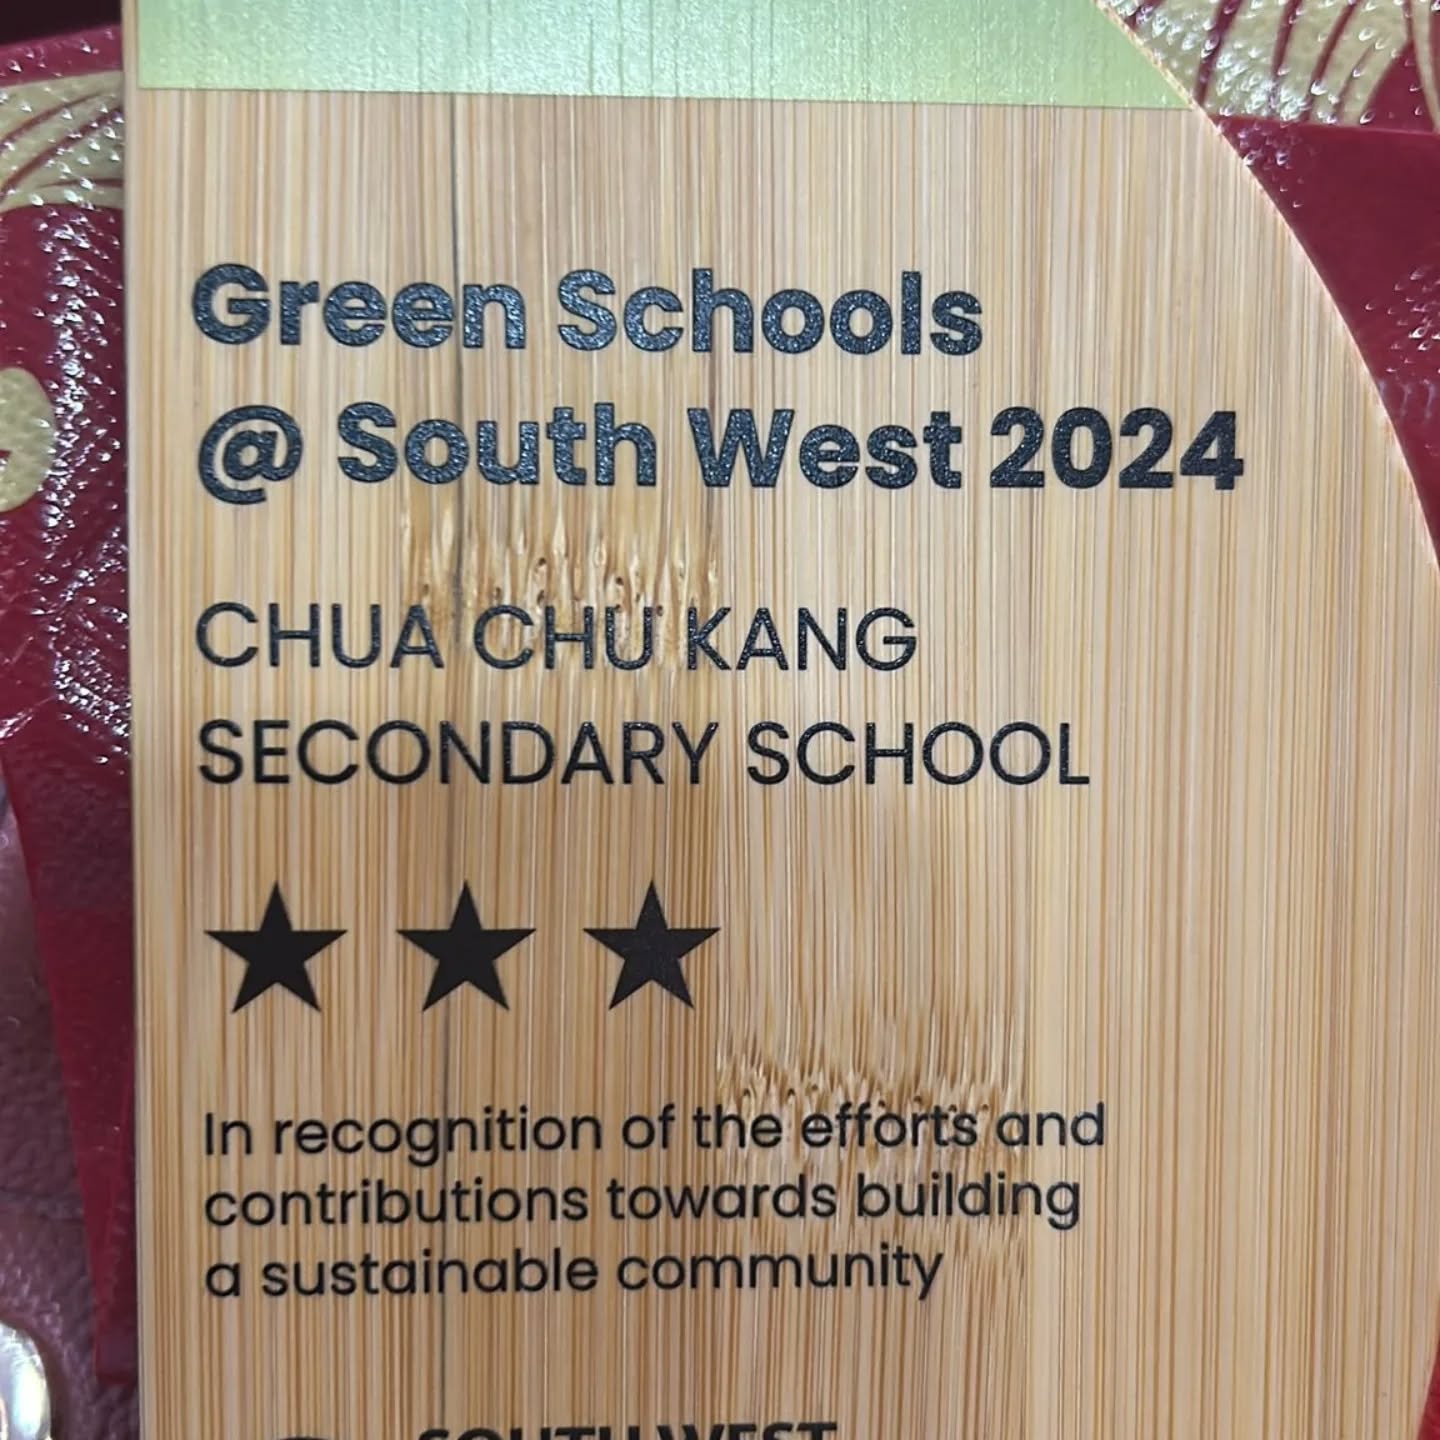 Green Schools
@ South West 2024
CHUA CHU KANG
SECONDARY SCHOOL
In recognition of the efforts and
contributions towards building
a sustainable community
SOUTH WEST